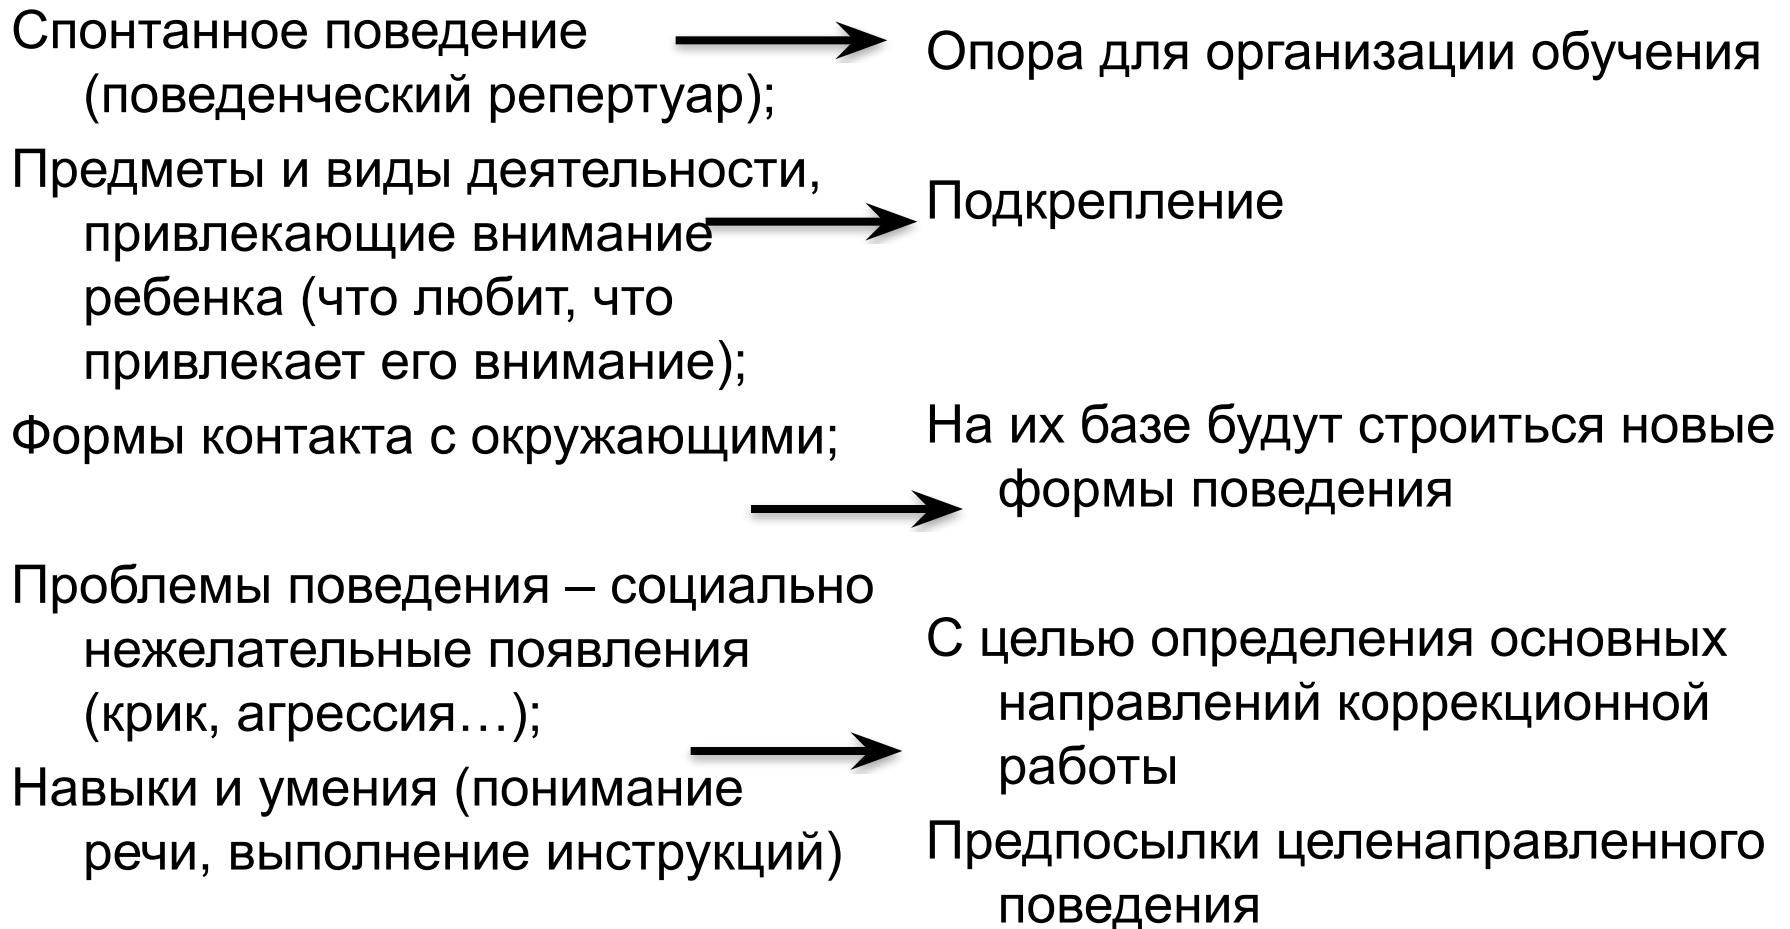 Спонтанное поведение
(поведенческий репертуар);
Предметы и виды деятельности,
привлекающие внимание
ребенка (что любит, что
привлекает его внимание);
Формы контакта с окружающими;
Проблемы поведения – социально
нежелательные появления
(крик, агрессия…);
Навыки и умения (понимание
речи, выполнение инструкций)
Опора для организации обучения
Подкрепление
На их базе будут строиться новые
формы поведения
С целью определения основных
направлений коррекционной
работы
Предпосылки целенаправленного
поведения